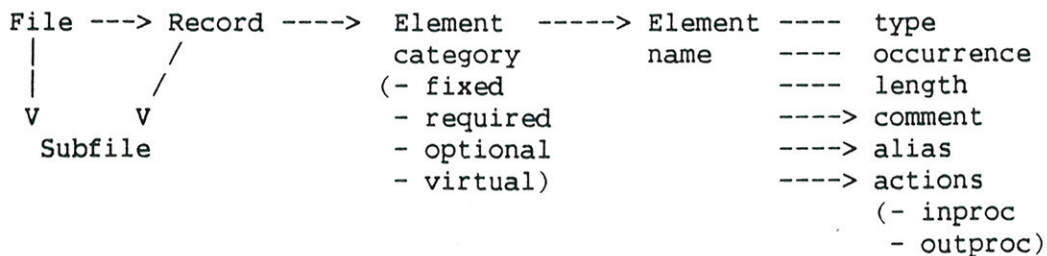 File ---> Record ----> Element -----> Element ---- type
| / category name ---- occurrence
| / (- fixed ---- length
V V - required ----> comment
Subfile - optional ----> alias
- virtual) ----> actions
(- inproc
- outproc)